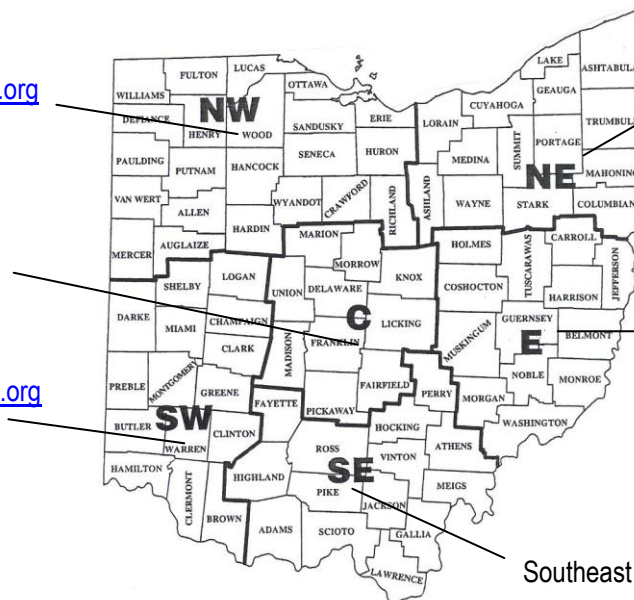 .org
.org
Southeast
NW
NE
C
E
SW
SE
WILLIAMS
FULTON
LUCAS
OTTAWA
DEFIANCE
HENRY
WOOD
SANDUSKY
ERIE
PAULDING
PUTNAM
HANCOCK
SENECA
HURON
VAN WERT
ALLEN
WYANDOT
CRAWFORD
RICHLAND
ASHLAND
HARDIN
MERCER
AUGLAIZE
MARION
MORROW
LORAIN
CUYAHOGA
LAKE
GEAUGA
ASHTABULA
MEDINA
SUMMIT
PORTAGE
TRUMBULL
MAHONING
WAYNE
STARK
COLUMBIANA
HOLMES
TUSCARAWAS
CARROLL
JEFFERSON
COSHOCTON
HARRISON
GUERNSEY
BELMONT
MUSKINGUM
NOBLE
MONROE
MORGAN
WASHINGTON
SHELBY
LOGAN
DARKE
MIAMI
CHAMPAIGN
CLARK
UNION
DELAWARE
KNOX
LICKING
MADISON
FRANKLIN
FAIRFIELD
PERRY
PICKAWAY
PREBLE
MONTGOMERY
GREENE
FAYETTE
BUTLER
WARREN
CLINTON
HAMILTON
CLERMONT
BROWN
HIGHLAND
ROSS
HOCKING
VINTON
ATHENS
PIKE
JACKSON
MEIGS
ADAMS
SCIOTO
GALLIA
LAWRENCE